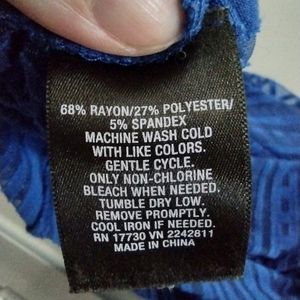 68% RAYON/27% POLYESTER/
5% SPANDEX
MACHINE WASH COLD
WITH LIKE COLORS.
GENTLE CYCLE.
ONLY NON-CHLORINE
BLEACH WHEN NEEDED.
TUMBLE DRY LOW.
REMOVE PROMPTLY.
COOL IRON IF NEEDED.
RN 17730 VN 2242811
MADE IN CHINA